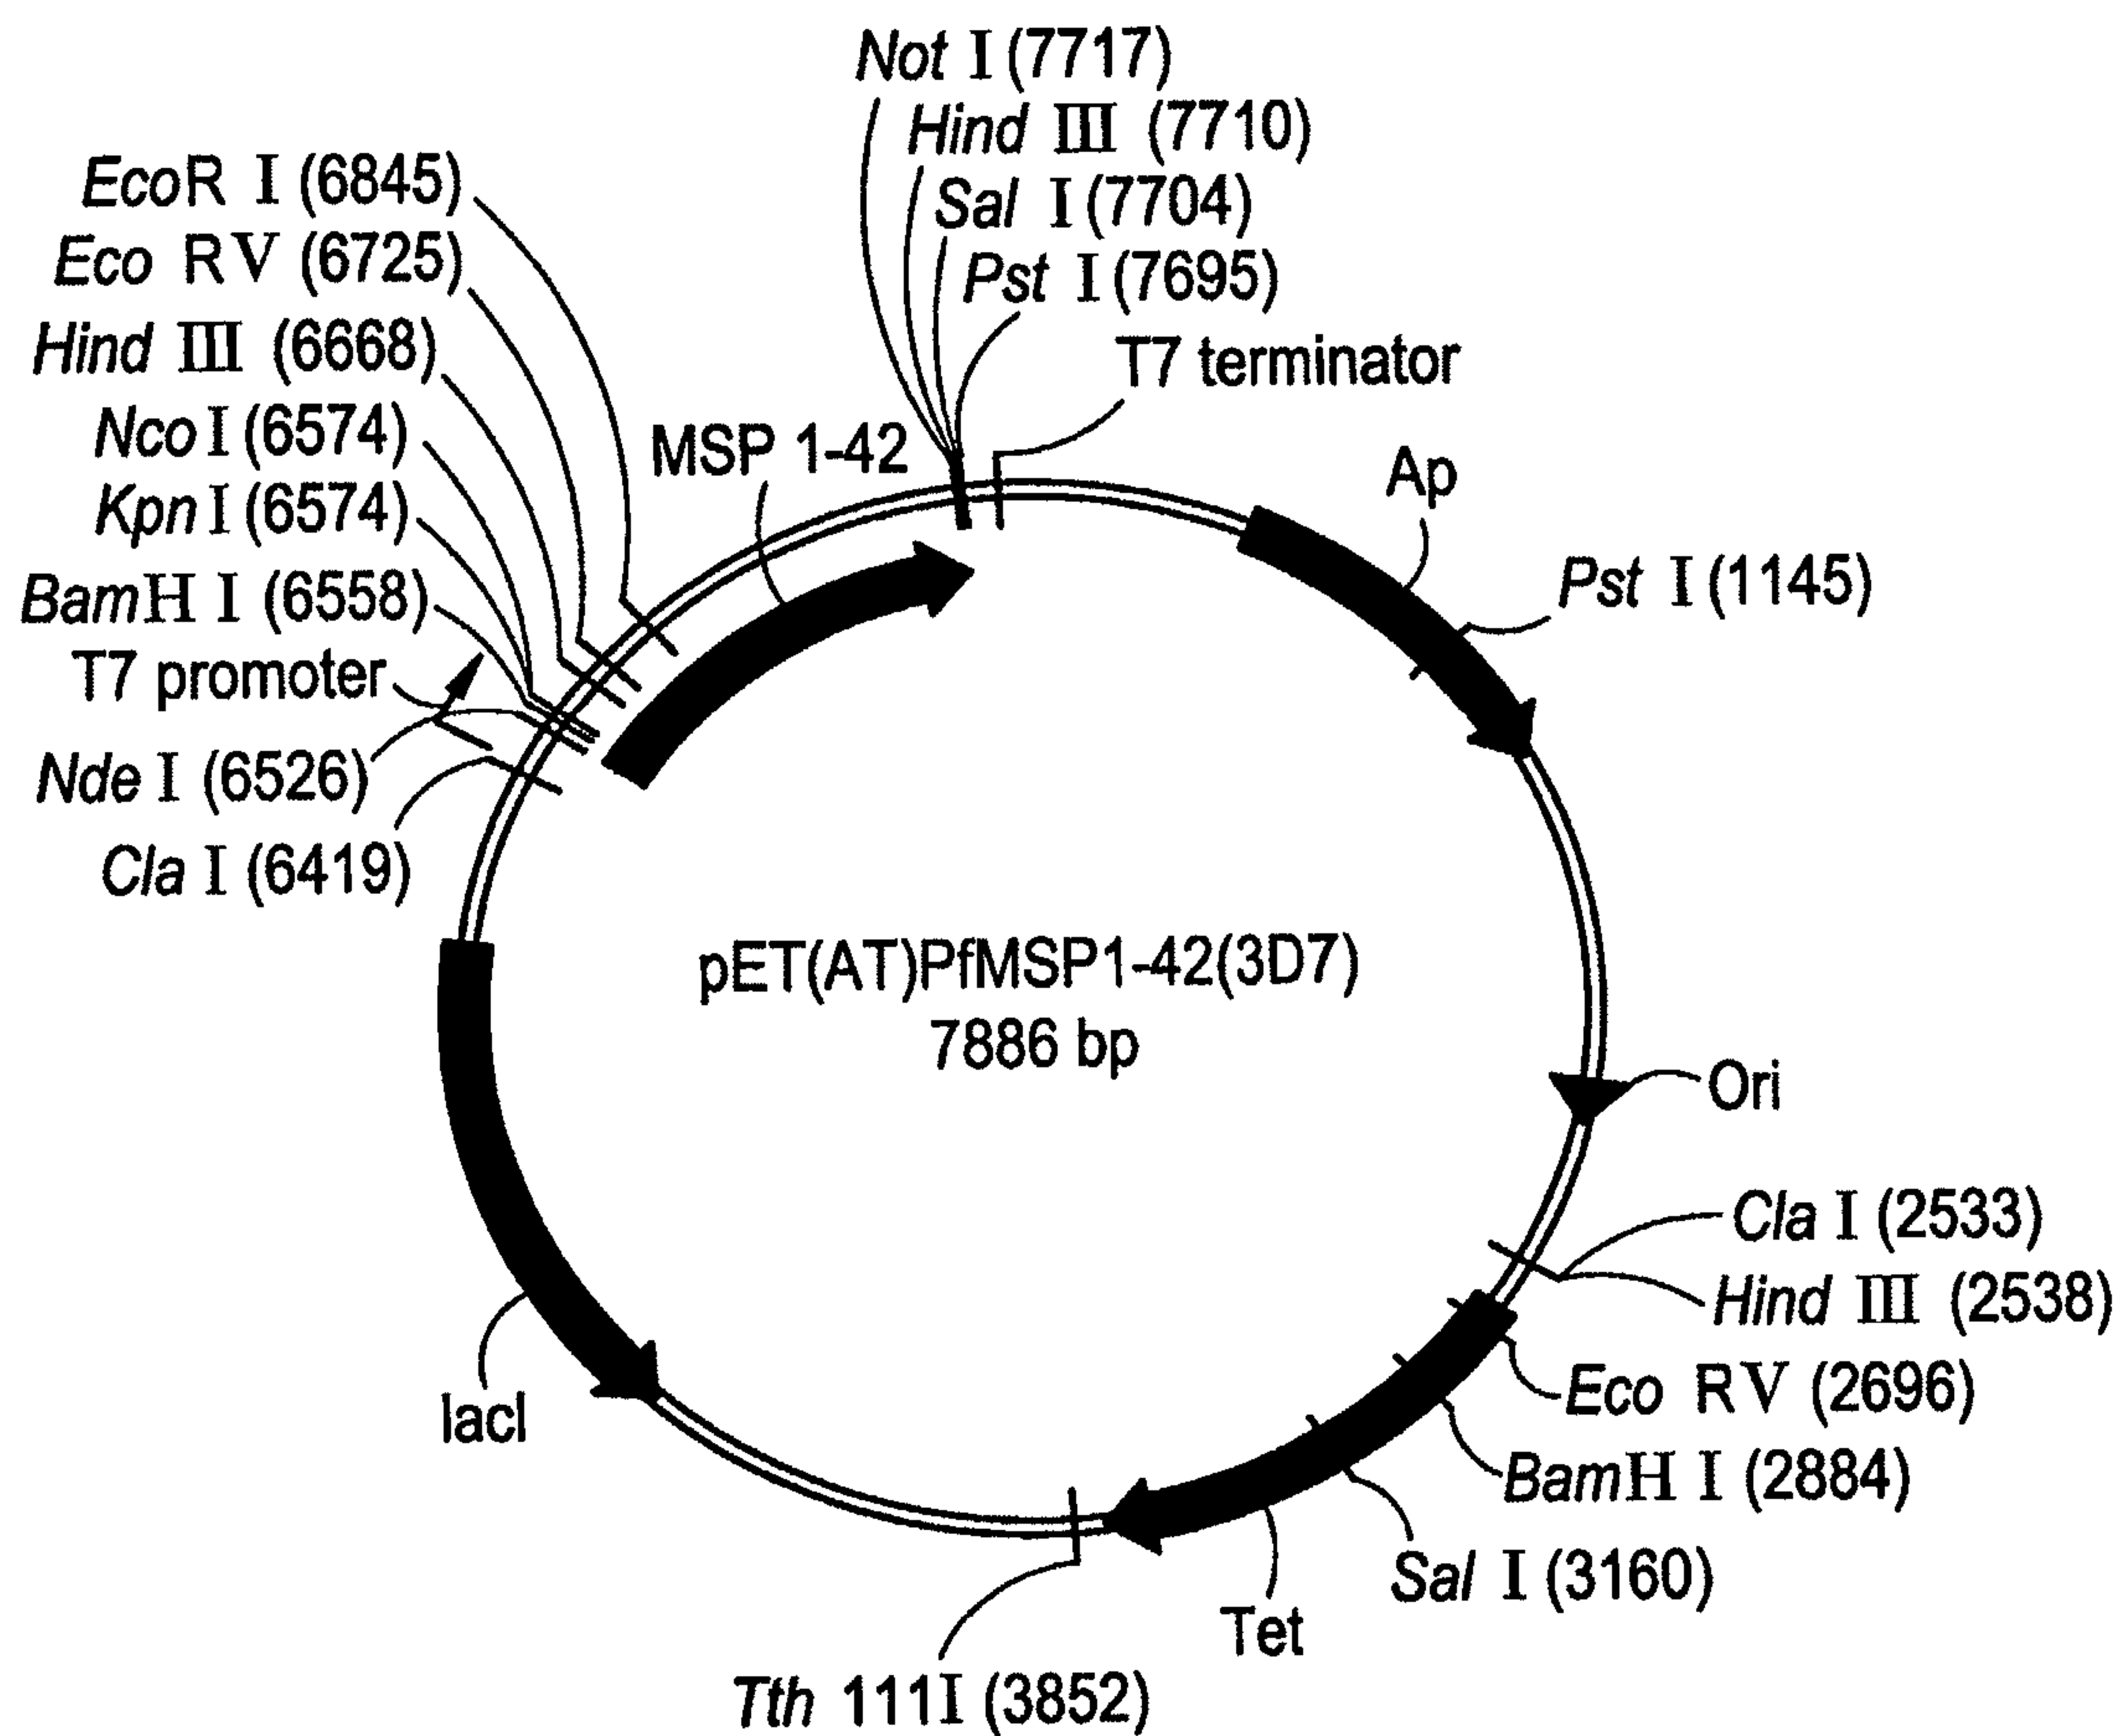 Not I (7717)
Hind III (7710)
Sal I (7704)
Pst I (7695)
T7 terminator
EcoR I (6845)
Eco RV (6725)
Hind III (6668)
Nco I (6574)
Kpn I (6574)
BamH I (6558)
T7 promoter
Nde I (6526)
Cla I (6419)
MSP 1-42
Ap
Pst I (1145)
pET(AT)PfMSP1-42(3D7)
7886 bp
Ori
Cla I (2533)
Hind III (2538)
Eco RV (2696)
BamH I (2884)
Sal I (3160)
Tet
Tth 111I (3852)
lacI